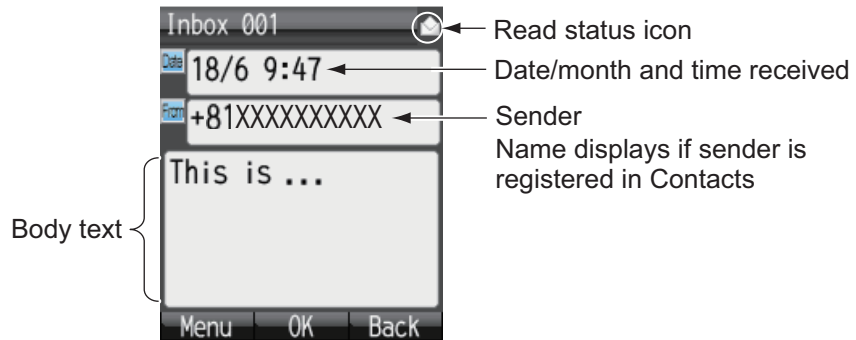 Inbox 001
Read status icon
Date
18/6 9:47
Date/month and time received
From
+81XXXXXXXXXX
Sender
Name displays if sender is
registered in Contacts
This is ...
Body text
Menu OK Back